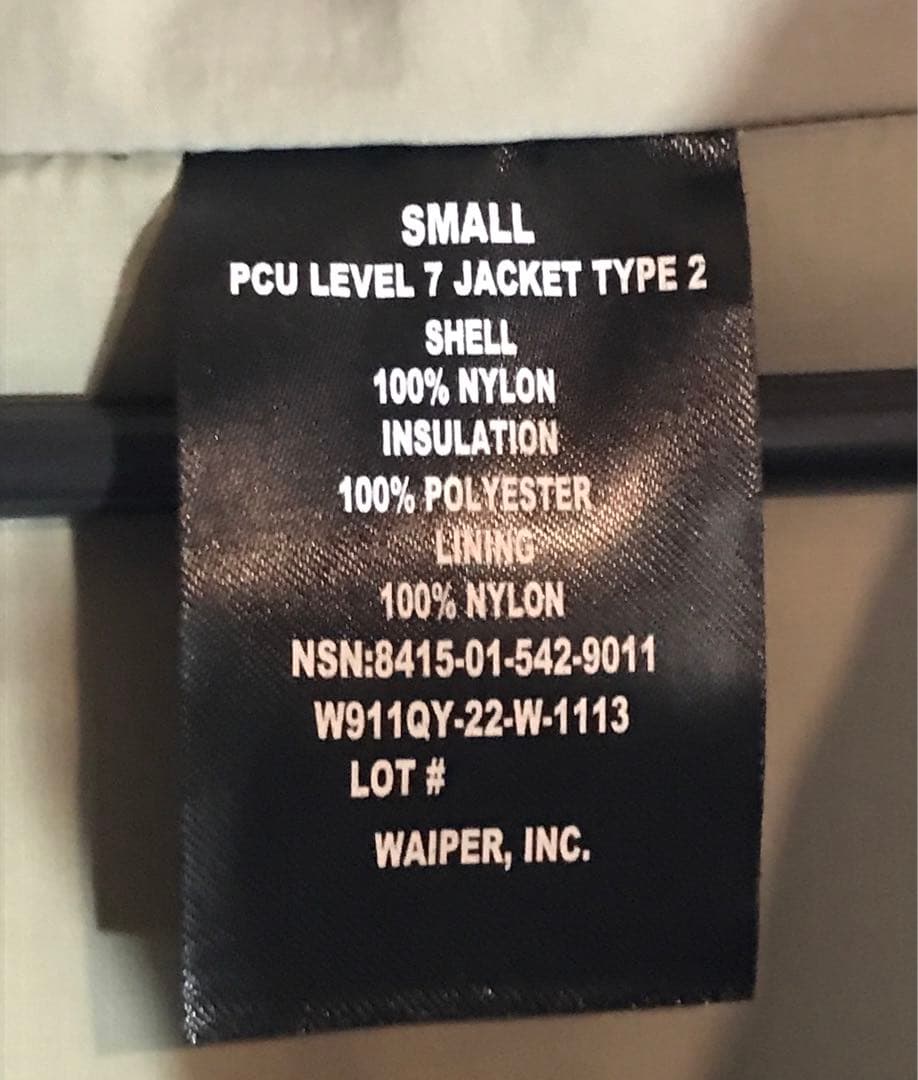 SMALL
PCU LEVEL 7 JACKET TYPE 2
SHELL
100% NYLON
INSULATION
100% POLYESTER
LINING
100% NYLON
NSN:8415-01-542-9011
W911QY-22-W-1113
LOT #
WAIPER, INC.